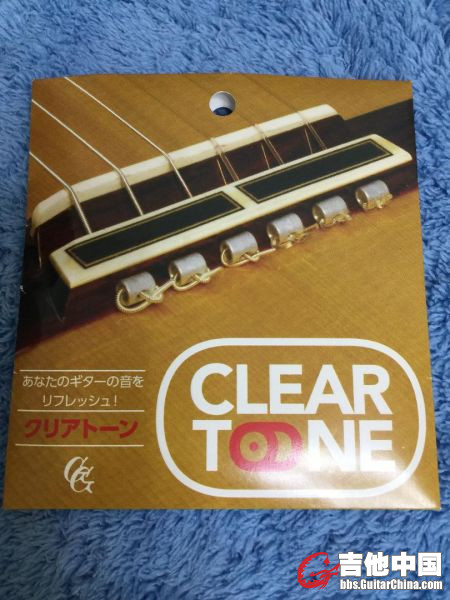 あなたのギターの音を
リフレッシュ！
クリアトーン
CLEAR
TONE
吉他中国
bbs.GuitarChina.com